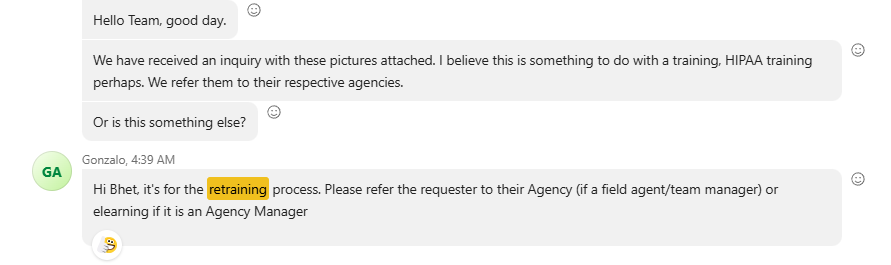 Hello Team, good day.
We have received an inquiry with these pictures attached. I believe this is something to do with a training, HIPAA training
perhaps. We refer them to their respective agencies.
Or is this something else?
Gonzalo, 4:39 AM
GA
Hi Bhet, it's for the retraining process. Please refer the requester to their Agency (if a field agent/team manager) or
elearning if it is an Agency Manager